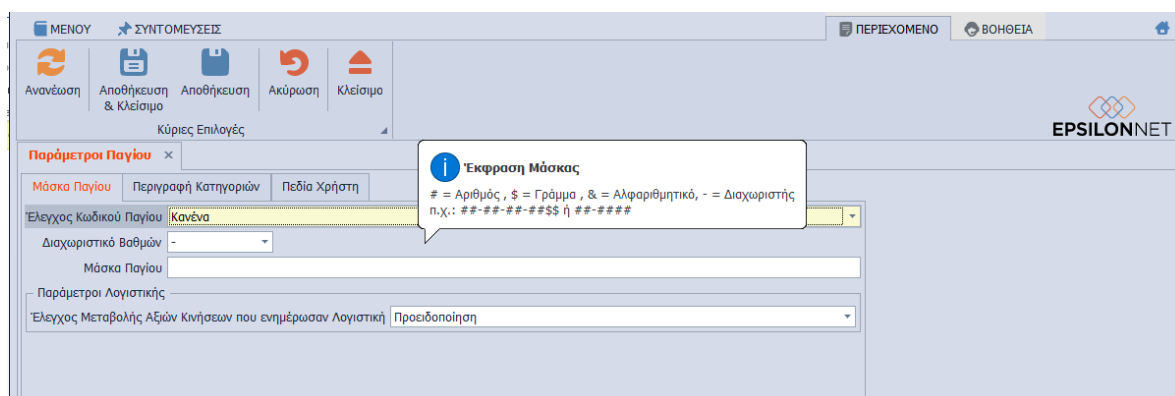 ΜΕΝΟΥ ΣΥΝΤΟΜΕΥΣΕΙΣ ΠΕΡΙΕΧΟΜΕΝΟ ΒΟΗΘΕΙΑ
Ανανέωση Αποθήκευση & Κλείσιμο Αποθήκευση Ακύρωση Κλείσιμο
Κύριες Επιλογές
EPSILONNET
Παράμετροι Παγίου ×
Μάσκα Παγίου Περιγραφή Κατηγοριών Πεδία Χρήστη
Έκφραση Μάσκας
# = Αριθμός , $ = Γράμμα , & = Αλφαριθμητικό, - = Διαχωριστής
π.χ.: ##-##-##-##$$ ή ##-####
Έλεγχος Κωδικού Παγίου Κανένα
Διαχωριστικό Βαθμών -
Μάσκα Παγίου
Παράμετροι Λογιστικής
Έλεγχος Μεταβολής Αξιών Κινήσεων που ενημέρωσαν Λογιστική Προειδοποίηση